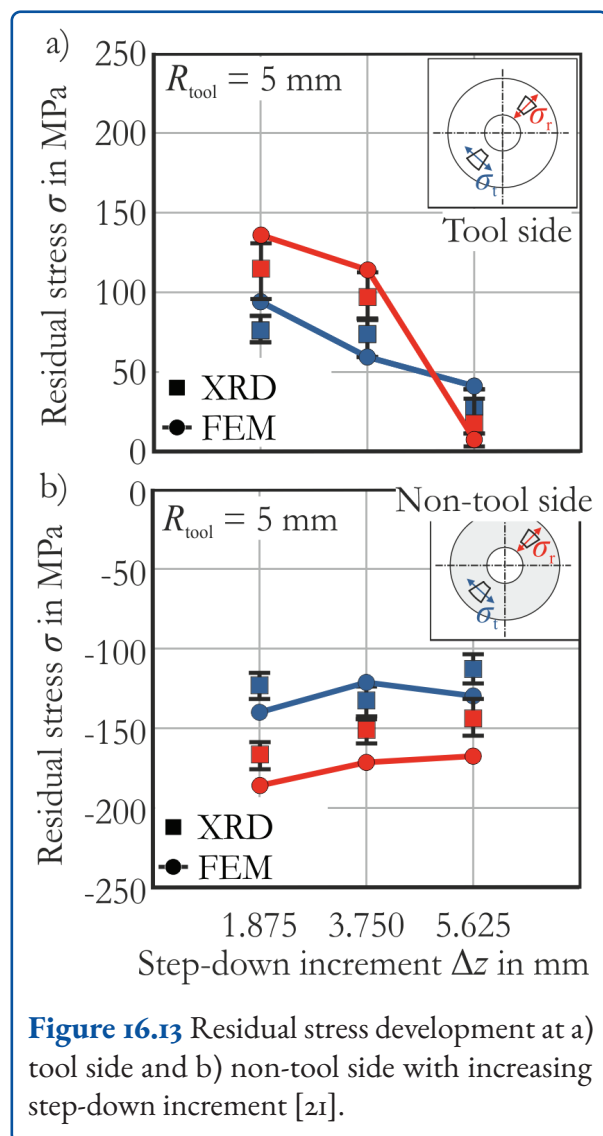 a)
250
200
150
100
50
0
Residual stress σ in MPa
R_tool = 5 mm
σ_r
σ_t
Tool side
XRD
FEM
b)
0
-50
-100
-150
-200
-250
Residual stress σ in MPa
R_tool = 5 mm
Non-tool side
σ_r
σ_t
XRD
FEM
1.875 3.750 5.625
Step-down increment Δz in mm
Figure 16.13 Residual stress development at a)
tool side and b) non-tool side with increasing
step-down increment [21].